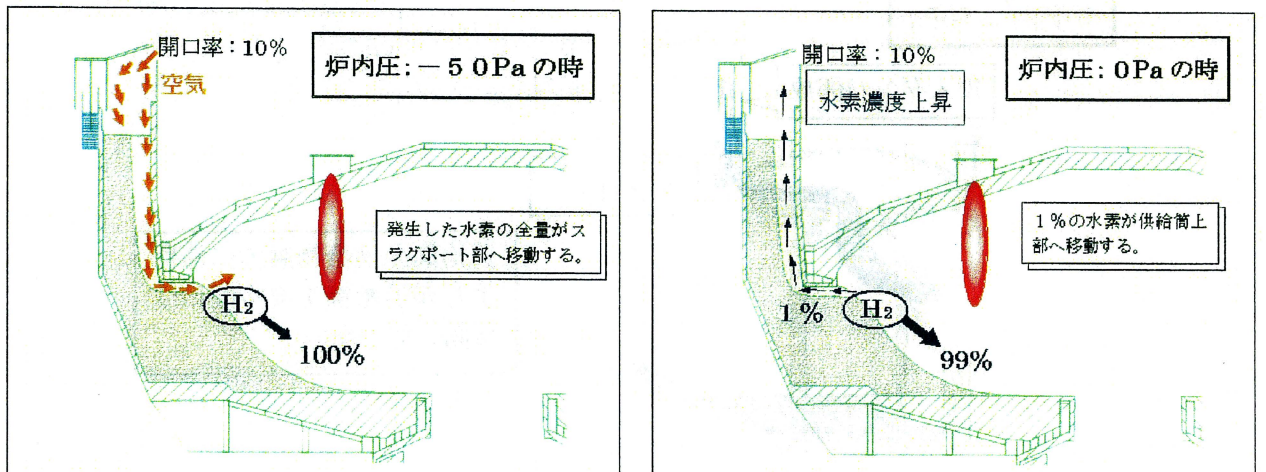 開口率：10%
炉内圧：－５０Paの時
空気
発生した水素の全量がス
ラグポート部へ移動する。
H₂
100%
開口率：10%
炉内圧：0Paの時
水素濃度上昇
１％の水素が供給筒上
部へ移動する。
1%
H₂
99%